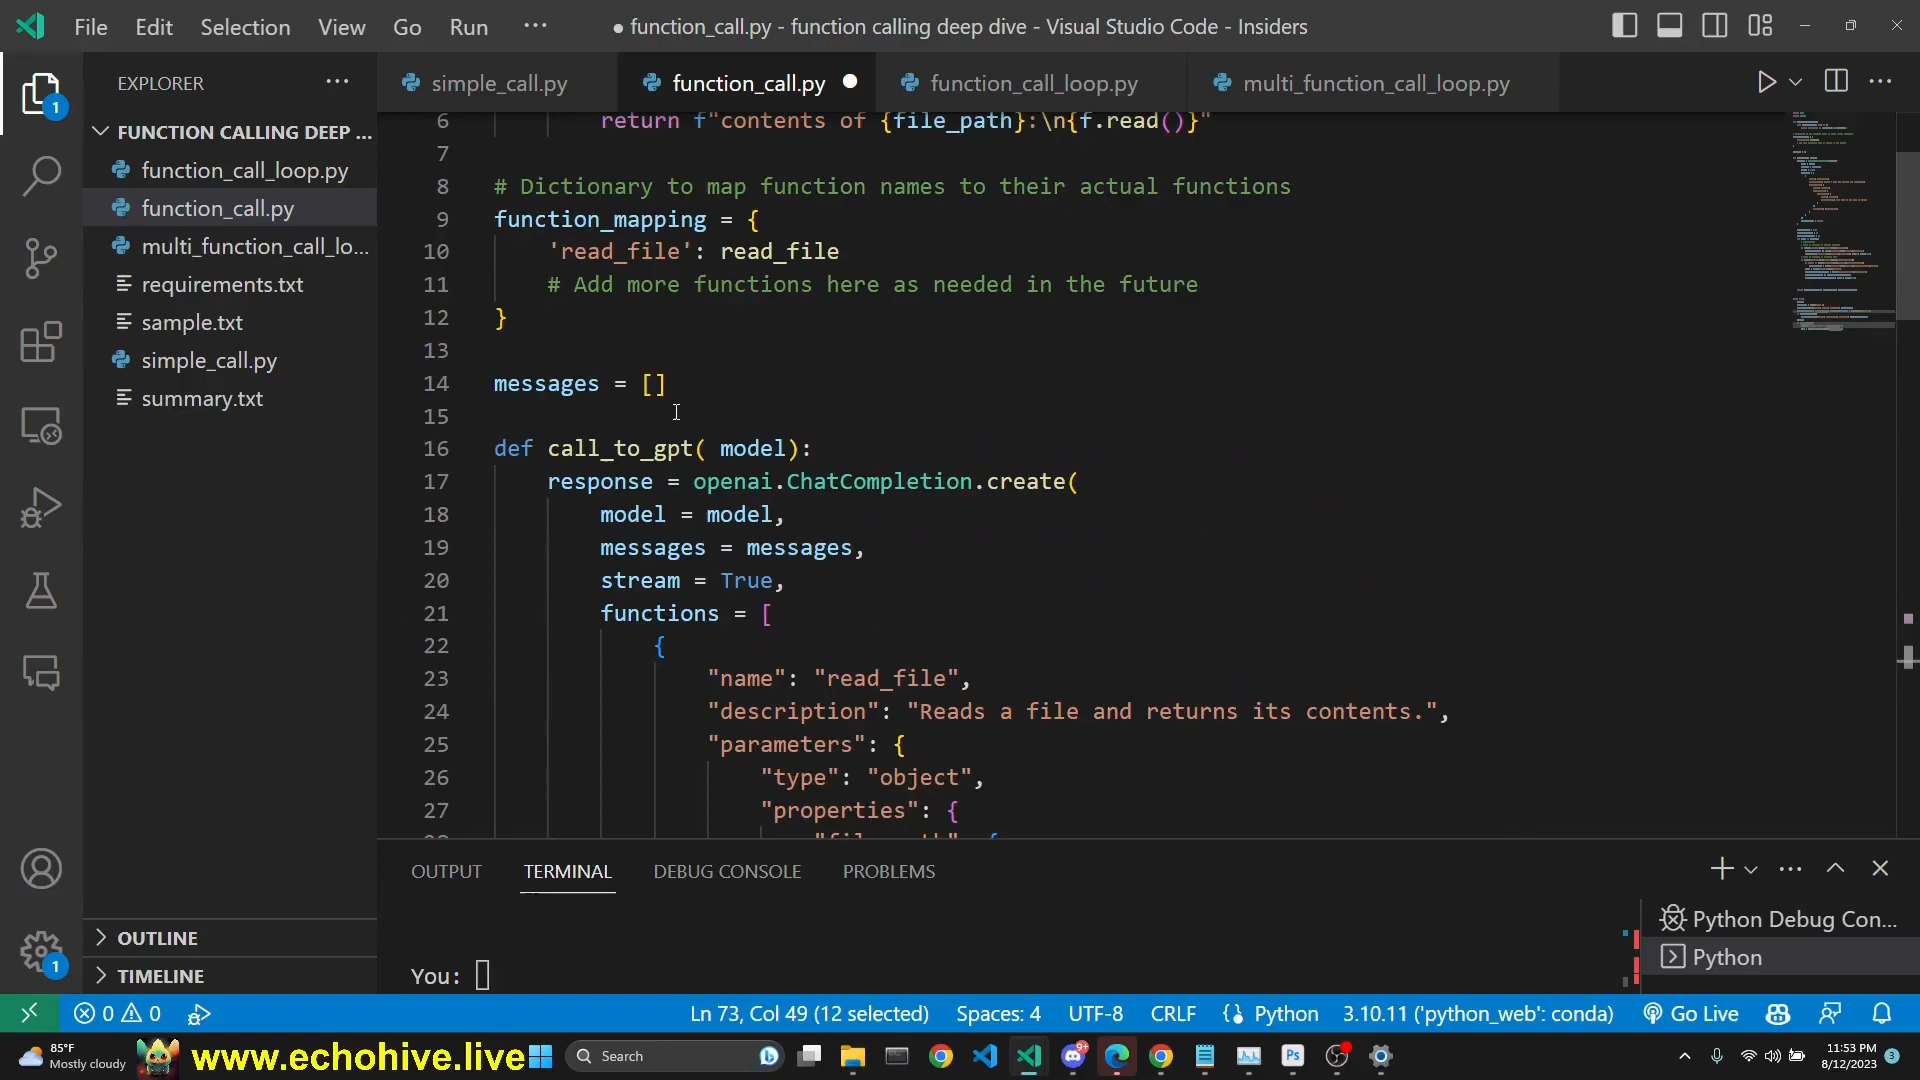 File Edit Selection View Go Run ··· ● function_call.py - function calling deep dive - Visual Studio Code - Insiders
EXPLORER ··· simple_call.py function_call.py ● function_call_loop.py multi_function_call_loop.py
FUNCTION CALLING DEEP ...
function_call_loop.py
function_call.py
multi_function_call_lo...
requirements.txt
sample.txt
simple_call.py
summary.txt
OUTLINE
TIMELINE
1
1
6 return f"contents of {file_path}:\n{f.read()}"
7
8 # Dictionary to map function names to their actual functions
9 function_mapping = {
10 'read_file': read_file
11 # Add more functions here as needed in the future
12 }
13
14 messages = []
15
16 def call_to_gpt( model):
17 response = openai.ChatCompletion.create(
18 model = model,
19 messages = messages,
20 stream = True,
21 functions = [
22 {
23 "name": "read_file",
24 "description": "Reads a file and returns its contents.",
25 "parameters": {
26 "type": "object",
27 "properties": {
OUTPUT TERMINAL DEBUG CONSOLE PROBLEMS
You:
Python Debug Con...
Python
0 0 Ln 73, Col 49 (12 selected) Spaces: 4 UTF-8 CRLF Python 3.10.11 ('python_web': conda) Go Live
85°F
Mostly cloudy
www.echohive.live
Search
9+
Ps
11:53 PM
8/12/2023
3